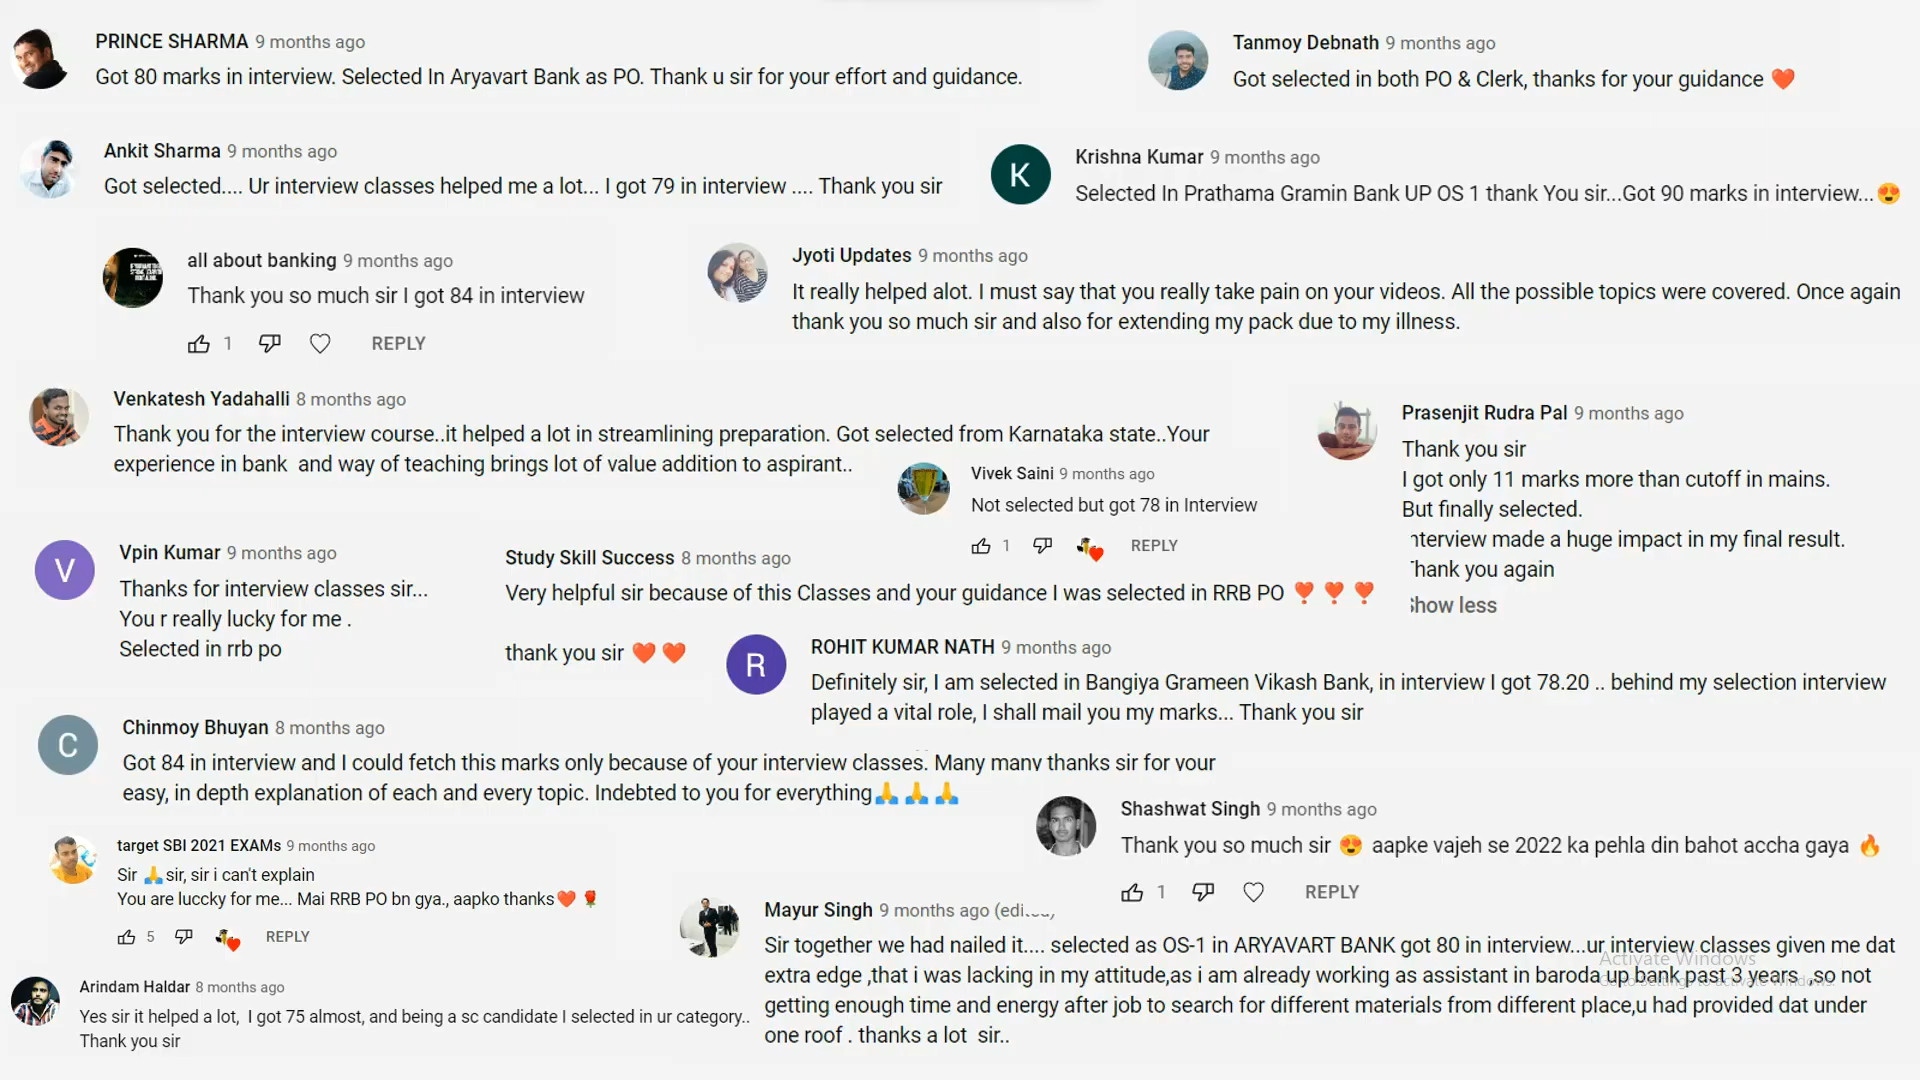 PRINCE SHARMA 9 months ago
Got 80 marks in interview. Selected In Aryavart Bank as PO. Thank u sir for your effort and guidance.
Tanmoy Debnath 9 months ago
Got selected in both PO & Clerk, thanks for your guidance ❤️
Ankit Sharma 9 months ago
Got selected.... Ur interview classes helped me a lot... I got 79 in interview .... Thank you sir
K
Krishna Kumar 9 months ago
Selected In Prathama Gramin Bank UP OS 1 thank You sir...Got 90 marks in interview...😍
all about banking 9 months ago
Thank you so much sir I got 84 in interview
1 REPLY
Jyoti Updates 9 months ago
It really helped alot. I must say that you really take pain on your videos. All the possible topics were covered. Once again
thank you so much sir and also for extending my pack due to my illness.
Venkatesh Yadahalli 8 months ago
Thank you for the interview course..it helped a lot in streamlining preparation. Got selected from Karnataka state..Your
experience in bank and way of teaching brings lot of value addition to aspirant..
Vivek Saini 9 months ago
Not selected but got 78 in Interview
1 REPLY
Prasenjit Rudra Pal 9 months ago
Thank you sir
I got only 11 marks more than cutoff in mains.
But finally selected.
nterview made a huge impact in my final result.
Thank you again
Show less
V
Vpin Kumar 9 months ago
Thanks for interview classes sir...
You r really lucky for me .
Selected in rrb po
Study Skill Success 8 months ago
Very helpful sir because of this Classes and your guidance I was selected in RRB PO ❣️ ❣️ ❣️
thank you sir ❤️ ❤️
R
ROHIT KUMAR NATH 9 months ago
Definitely sir, I am selected in Bangiya Grameen Vikash Bank, in interview I got 78.20 .. behind my selection interview
played a vital role, I shall mail you my marks... Thank you sir
C
Chinmoy Bhuyan 8 months ago
Got 84 in interview and I could fetch this marks only because of your interview classes. Many many thanks sir for your
easy, in depth explanation of each and every topic. Indebted to you for everything🙏🙏🙏
Shashwat Singh 9 months ago
Thank you so much sir 😍 aapke vajeh se 2022 ka pehla din bahot accha gaya 🔥
1 REPLY
target SBI 2021 EXAMs 9 months ago
Sir 🙏sir, sir i can't explain
You are luccky for me... Mai RRB PO bn gya., aapko thanks❤️🌹
5 REPLY
Mayur Singh 9 months ago (edited)
Sir together we had nailed it.... selected as OS-1 in ARYAVART BANK got 80 in interview...ur interview classes given me dat
extra edge ,that i was lacking in my attitude,as i am already working as assistant in baroda up bank past 3 years , so not
getting enough time and energy after job to search for different materials from different place,u had provided dat under
one roof . thanks a lot sir..
Activate Windows
Go to Settings to activate Windows.
Arindam Haldar 8 months ago
Yes sir it helped a lot, I got 75 almost, and being a sc candidate I selected in ur category..
Thank you sir